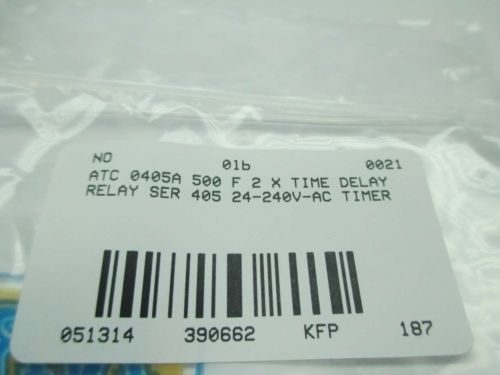 NO 01b 0021
ATC 0405A 500 F 2 X TIME DELAY
RELAY SER 405 24-240V-AC TIMER
051314 390662 KFP 187